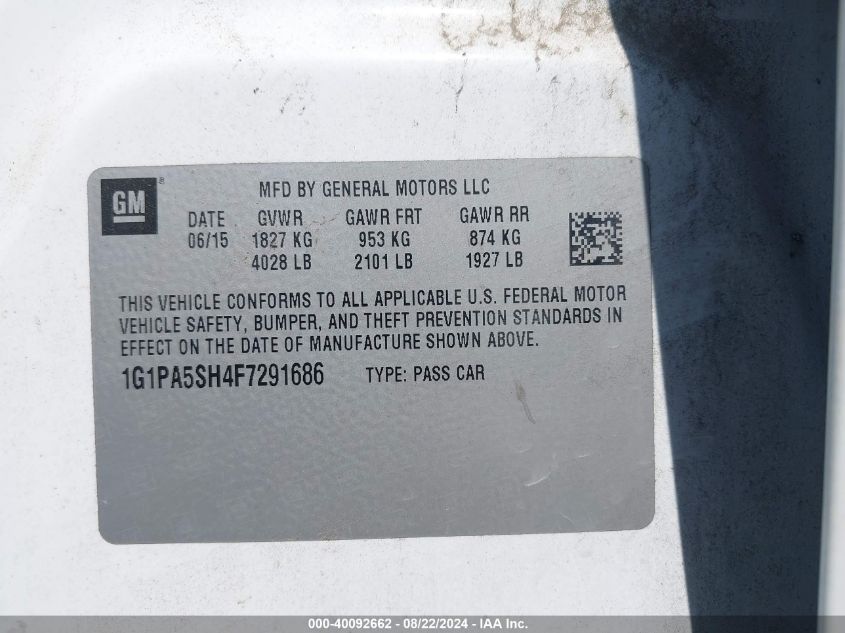 GM ®
MFD BY GENERAL MOTORS LLC
DATE GVWR GAWR FRT GAWR RR
06/15 1827 KG 953 KG 874 KG
4028 LB 2101 LB 1927 LB
THIS VEHICLE CONFORMS TO ALL APPLICABLE U.S. FEDERAL MOTOR
VEHICLE SAFETY, BUMPER, AND THEFT PREVENTION STANDARDS IN
EFFECT ON THE DATE OF MANUFACTURE SHOWN ABOVE.
1G1PA5SH4F7291686 TYPE: PASS CAR
000-40092662 - 08/22/2024 - IAA Inc.